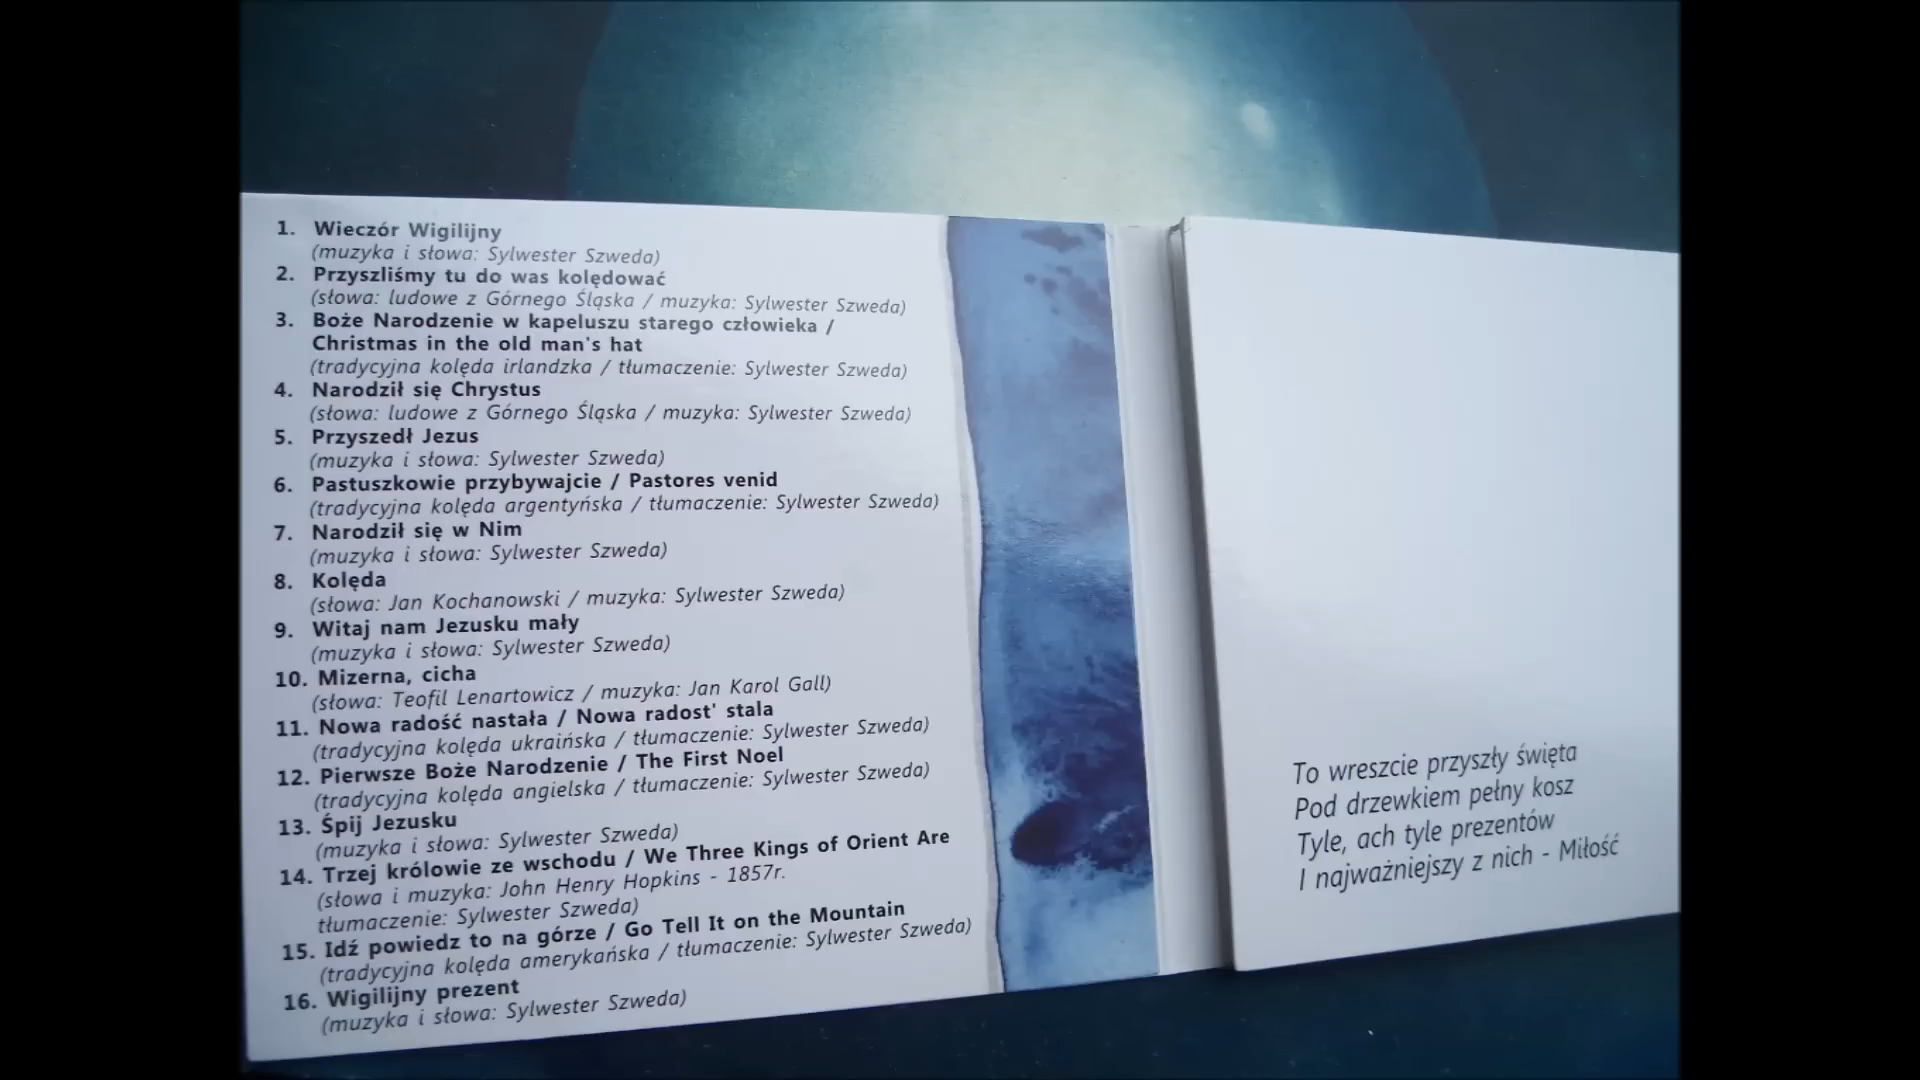 1. Wieczór Wigilijny
(muzyka i słowa: Sylwester Szweda)
2. Przyszliśmy tu do was kolędować
(słowa: ludowe z Górnego Śląska / muzyka: Sylwester Szweda)
3. Boże Narodzenie w kapeluszu starego człowieka /
Christmas in the old man's hat
(tradycyjna kolęda irlandzka / tłumaczenie: Sylwester Szweda)
4. Narodził się Chrystus
(słowa: ludowe z Górnego Śląska / muzyka: Sylwester Szweda)
5. Przyszedł Jezus
(muzyka i słowa: Sylwester Szweda)
6. Pastuszkowie przybywajcie / Pastores venid
(tradycyjna kolęda argentyńska / tłumaczenie: Sylwester Szweda)
7. Narodził się w Nim
(muzyka i słowa: Sylwester Szweda)
8. Kolęda
(słowa: Jan Kochanowski / muzyka: Sylwester Szweda)
9. Witaj nam Jezusku mały
(muzyka i słowa: Sylwester Szweda)
10. Mizerna, cicha
(słowa: Teofil Lenartowicz / muzyka: Jan Karol Gall)
11. Nowa radość nastała / Nowa radost' stala
(tradycyjna kolęda ukraińska / tłumaczenie: Sylwester Szweda)
12. Pierwsze Boże Narodzenie / The First Noel
(tradycyjna kolęda angielska / tłumaczenie: Sylwester Szweda)
13. Śpij Jezusku
(muzyka i słowa: Sylwester Szweda)
14. Trzej królowie ze wschodu / We Three Kings of Orient Are
(słowa i muzyka: John Henry Hopkins - 1857r.
tłumaczenie: Sylwester Szweda)
15. Idź powiedz to na górze / Go Tell It on the Mountain
(tradycyjna kolęda amerykańska / tłumaczenie: Sylwester Szweda)
16. Wigilijny prezent
(muzyka i słowa: Sylwester Szweda)
To wreszcie przyszły święta
Pod drzewkiem pełny kosz
Tyle, ach tyle prezentów
I najważniejszy z nich - Miłość